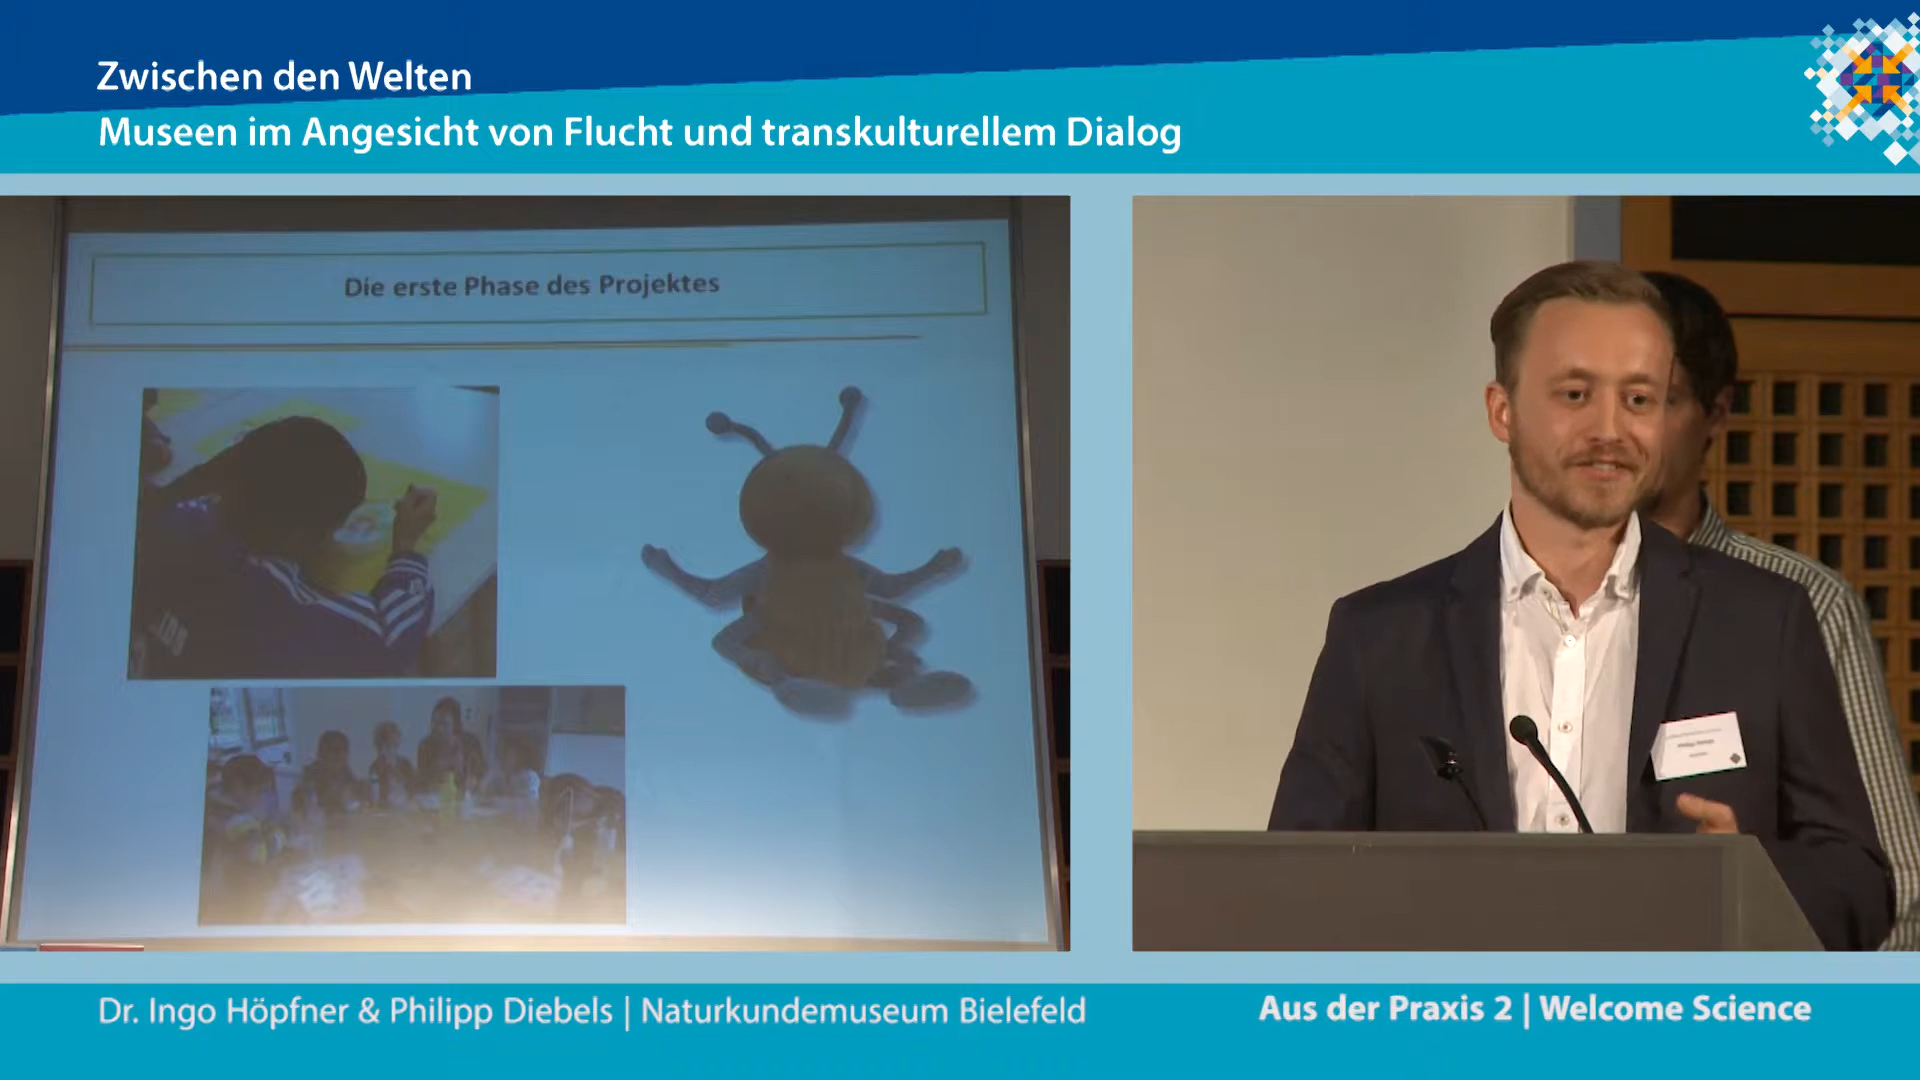 Zwischen den Welten
Museen im Angesicht von Flucht und transkulturellem Dialog
Die erste Phase des Projektes
Dr. Ingo Höpfner & Philipp Diebels | Naturkundemuseum Bielefeld
Aus der Praxis 2 | Welcome Science